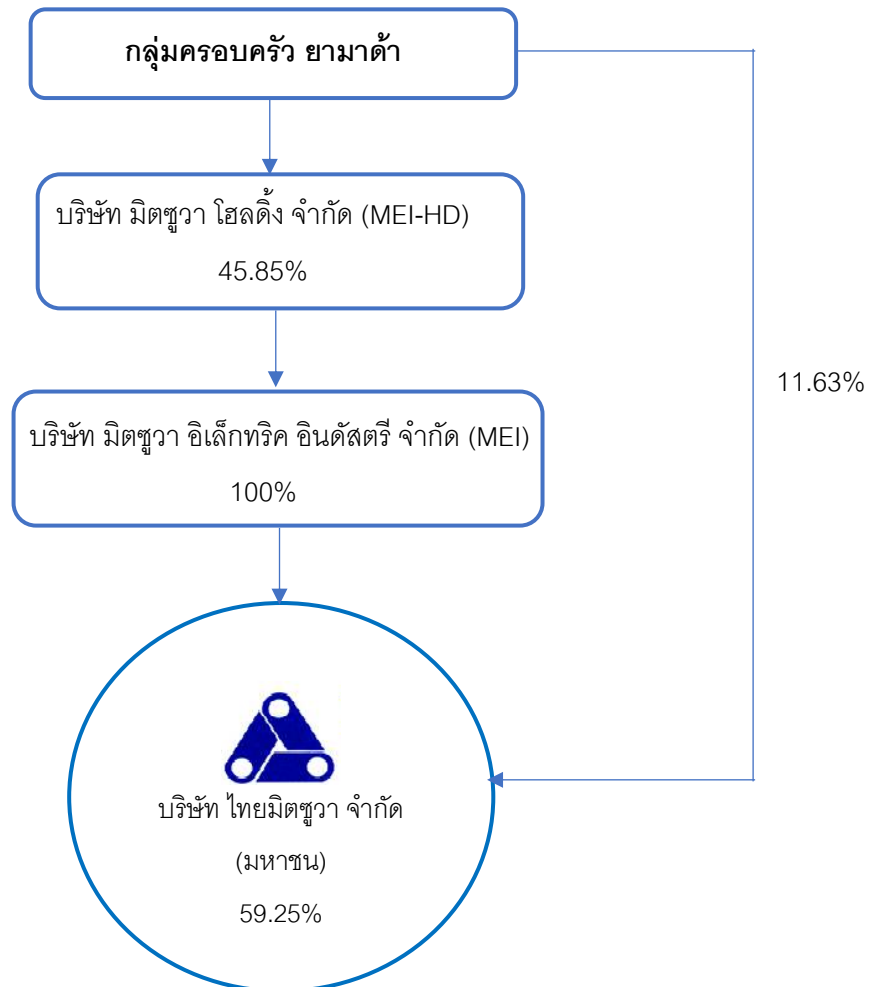 กลุ่มครอบครัว ยามาด้า
บริษัท มิตซูวา โฮลดิ้ง จำกัด (MEI-HD)
45.85%
11.63%
บริษัท มิตซูวา อิเล็กทริค อินดัสตรี จำกัด (MEI)
100%
บริษัท ไทยมิตซูวา จำกัด
(มหาชน)
59.25%